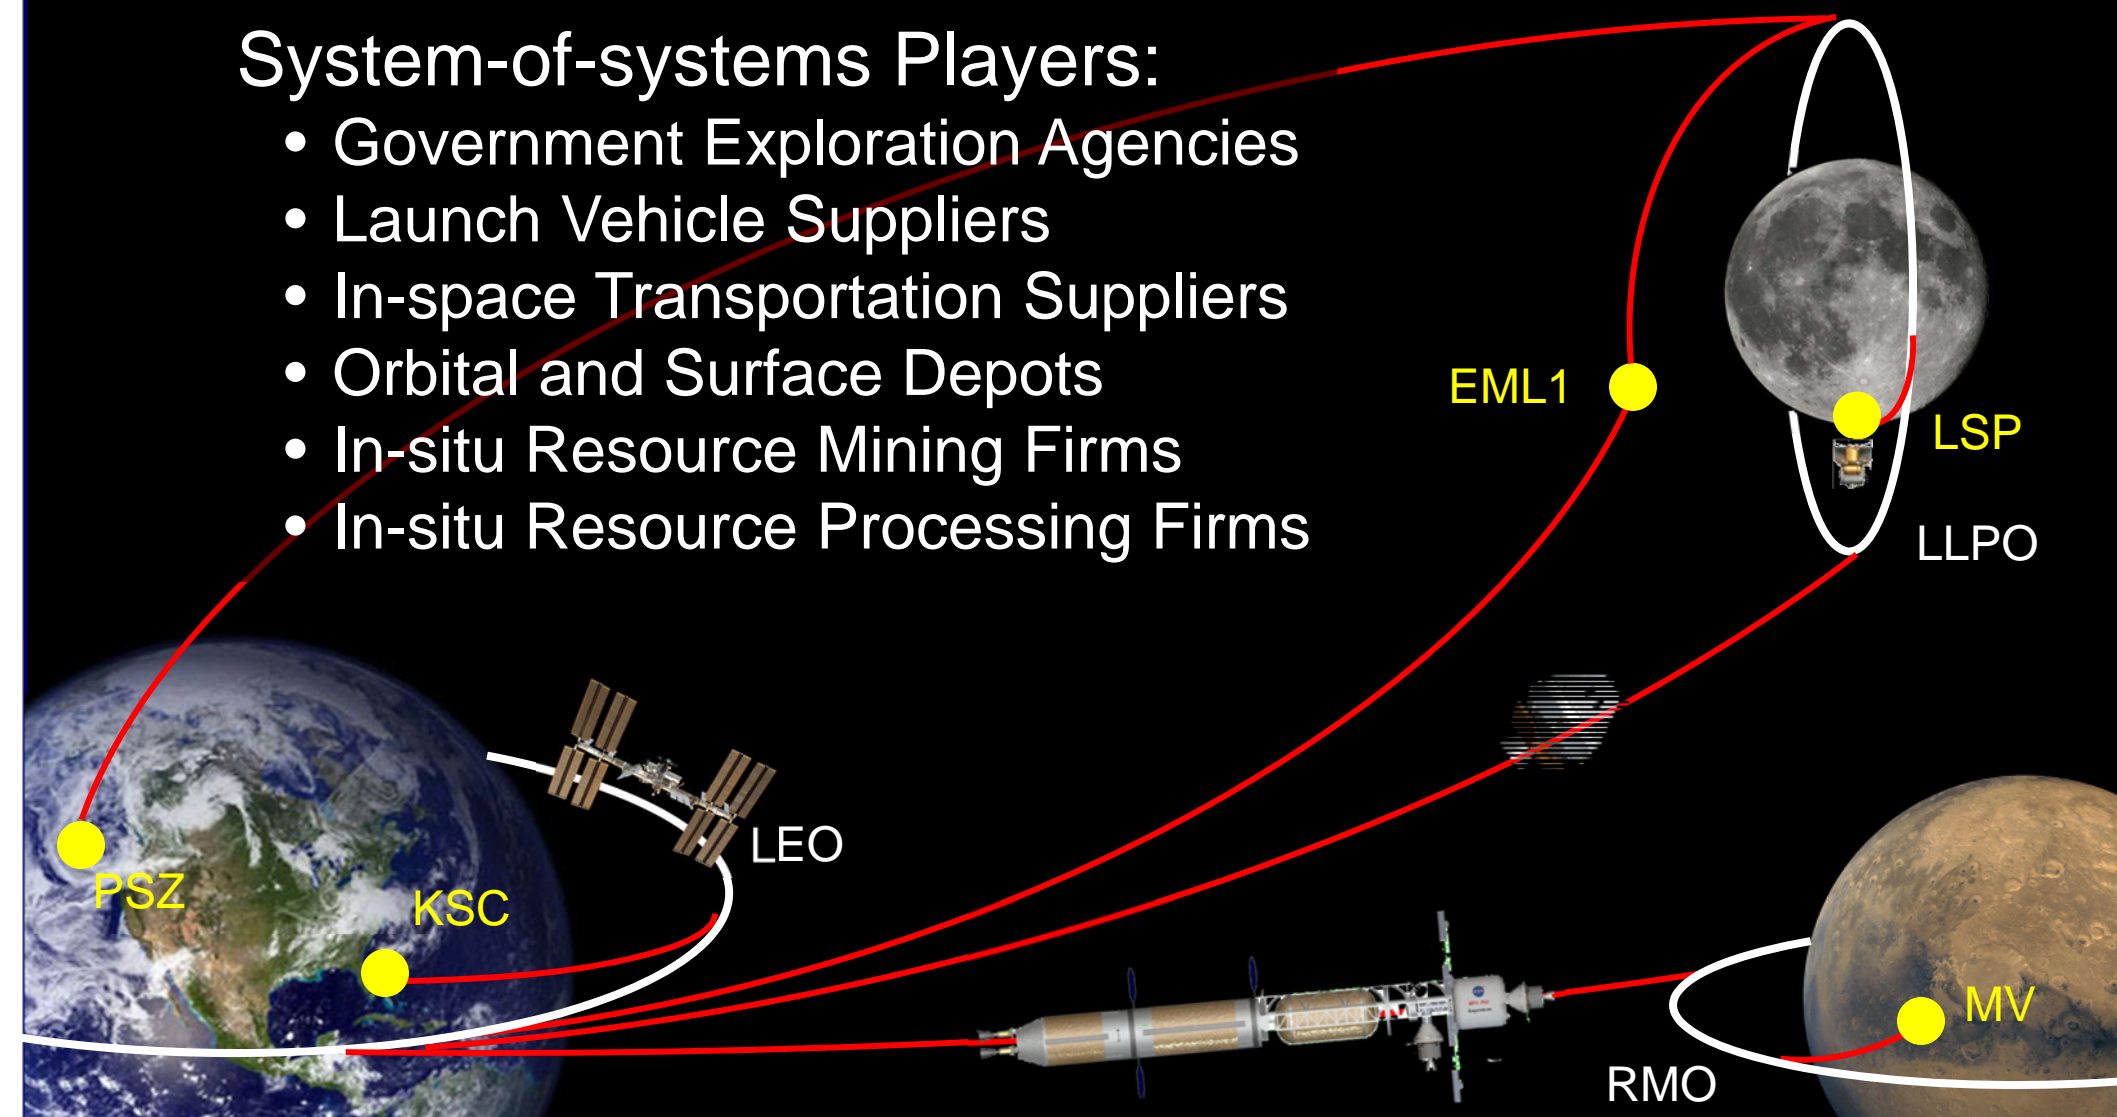 System-of-systems Players:
• Government Exploration Agencies
• Launch Vehicle Suppliers
• In-space Transportation Suppliers
• Orbital and Surface Depots
• In-situ Resource Mining Firms
• In-situ Resource Processing Firms
EML1
LSP
LLPO
LEO
PSZ
KSC
MV
RMO